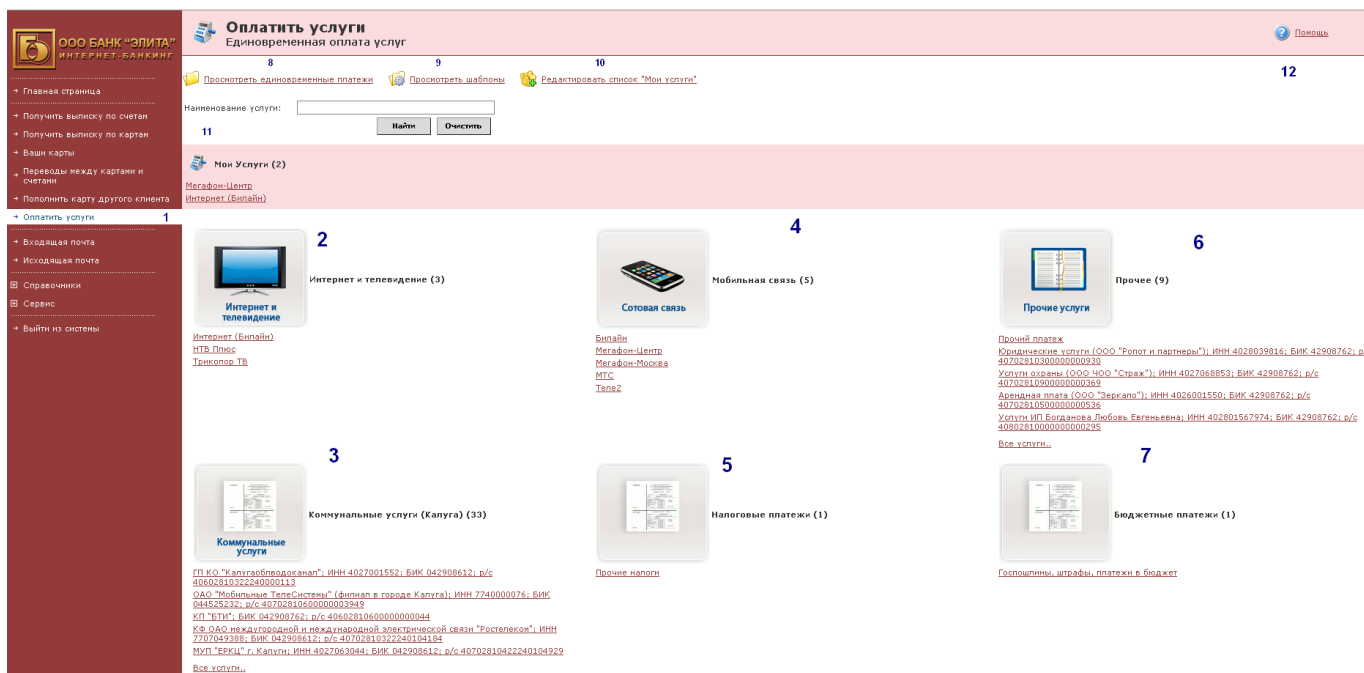 ООО БАНК "ЭЛИТА"
ИНТЕРНЕТ-БАНКИНГ
Главная страница
Получить выписку по счетам
Получить выписку по картам
Ваши карты
Переводы между картами и
счетами
Пополнить карту другого клиента
Оплатить услуги 1
Входящая почта
Исходящая почта
Справочники
Сервис
Выйти из системы
Оплатить услуги
Единовременная оплата услуг
Помощь
8 9 10
12
Просмотреть единовременные платежи Просмотреть шаблоны Редактировать список "Мои услуги"
Наименование услуги:
11
Найти Очистить
Мои Услуги (2)
Мегафон-Центр
Интернет (Билайн)
2
Интернет и телевидение (3)
Интернет и
телевидение
Интернет (Билайн)
НТВ Плюс
Триколор ТВ
4
Мобильная связь (5)
Сотовая связь
Билайн
Мегафон-Центр
Мегафон-Москва
МТС
Теле2
6
Прочее (9)
Прочие услуги
Прочий платеж
Юридические услуги (ООО "Ропот и партнеры"); ИНН 4028039816; БИК 42908762; р
40702810300000000930
Услуги охраны (ООО ЧОО "Страж"); ИНН 4027068853; БИК 42908762; р/с
40702810900000000369
Арендная плата (ООО "Зеркало"); ИНН 4026001550; БИК 42908762; р/с
40702810500000000536
Услуги ИП Богданова Любовь Евгеньевна; ИНН 402801567974; БИК 42908762; р/с
40802810000000000295
Все услуги..
3
Коммунальные услуги (Калуга) (33)
Коммунальные
услуги
ГП КО "Калугаоблводоканал"; ИНН 4027001552; БИК 042908612; р/с
40602810322240000113
ОАО "Мобильные ТелеСистемы" (филиал в городе Калуга); ИНН 7740000076; БИК
044525232; р/с 40702810600000003949
КП "БТИ"; БИК 042908762; р/с 40602810600000000044
КФ ОАО междугородной и международной электрической связи "Ростелеком"; ИНН
7707049388; БИК 042908612; р/с 40702810322240104184
МУП "ЕРКЦ" г. Калуги; ИНН 4027063044; БИК 042908612; р/с 40702810422240104929
Все услуги..
5
Налоговые платежи (1)
Прочие налоги
7
Бюджетные платежи (1)
Госпошлины, штрафы, платежи в бюджет